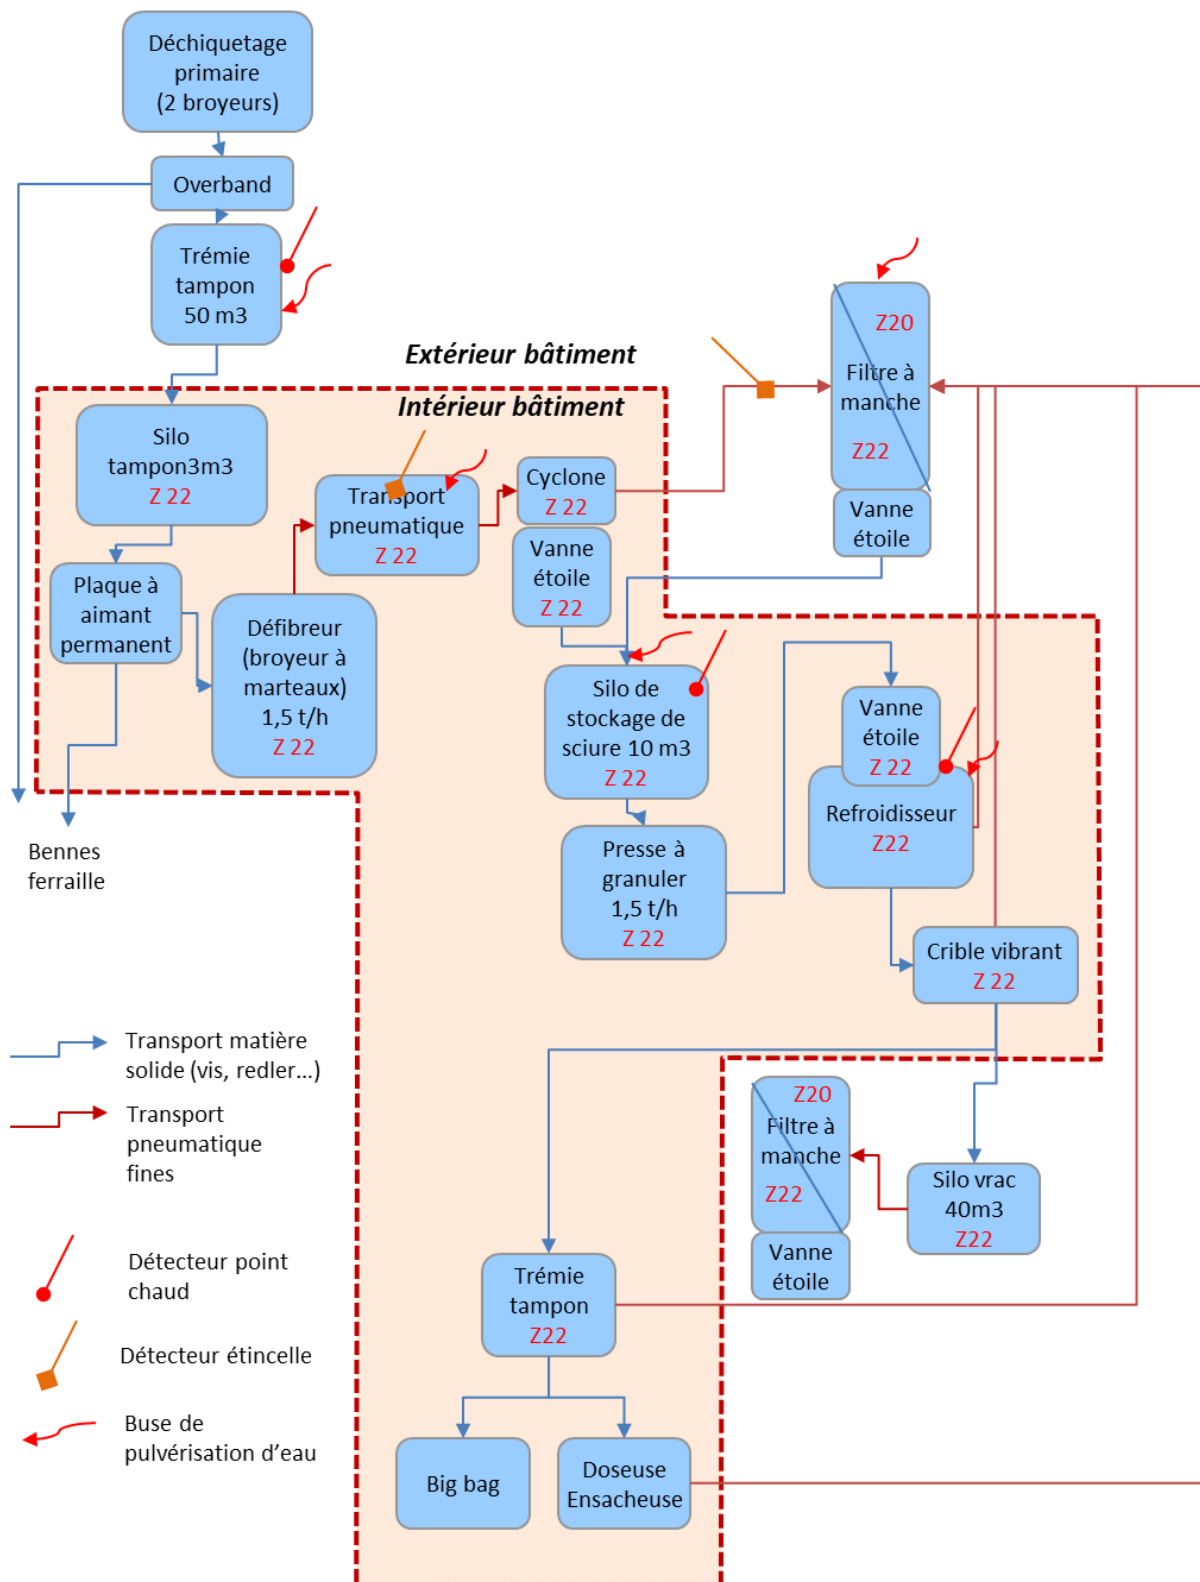 Déchiquetage
primaire
(2 broyeurs)
Overband
Trémie
tampon
50 m3
Extérieur bâtiment
Intérieur bâtiment
Silo
tampon3m3
Z 22
Plaque à
aimant
permanent
Défibreur
(broyeur à
marteaux)
1,5 t/h
Z 22
Transport
pneumatique
Z 22
Cyclone
Z 22
Vanne
étoile
Z 22
Z20
Filtre à
manche
Z22
Vanne
étoile
Silo de
stockage de
sciure 10 m3
Z 22
Presse à
granuler
1,5 t/h
Z 22
Vanne
étoile
Z 22
Refroidisseur
Z22
Crible vibrant
Z 22
Bennes
ferraille
Z20
Filtre à
manche
Z22
Vanne
étoile
Silo vrac
40m3
Z22
Trémie
tampon
Z22
Big bag
Doseuse
Ensacheuse
Transport matière
solide (vis, redler...)
Transport
pneumatique
fines
Détecteur point
chaud
Détecteur étincelle
Buse de
pulvérisation d'eau